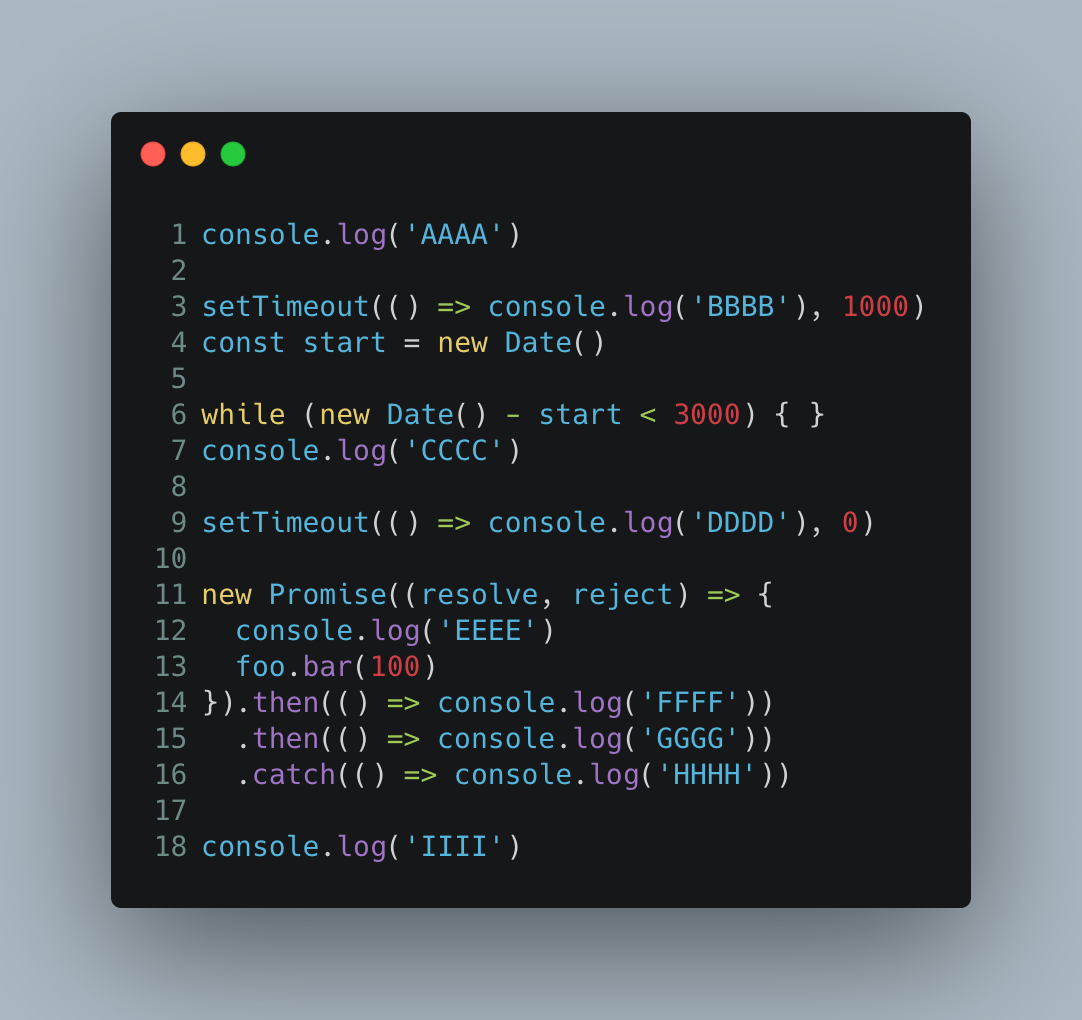 1 console.log('AAAA')
2
3 setTimeout(() => console.log('BBBB'), 1000)
4 const start = new Date()
5
6 while (new Date() - start < 3000) { }
7 console.log('CCCC')
8
9 setTimeout(() => console.log('DDDD'), 0)
10
11 new Promise((resolve, reject) => {
12   console.log('EEEE')
13   foo.bar(100)
14 }).then(() => console.log('FFFF'))
15   .then(() => console.log('GGGG'))
16   .catch(() => console.log('HHHH'))
17
18 console.log('IIII')